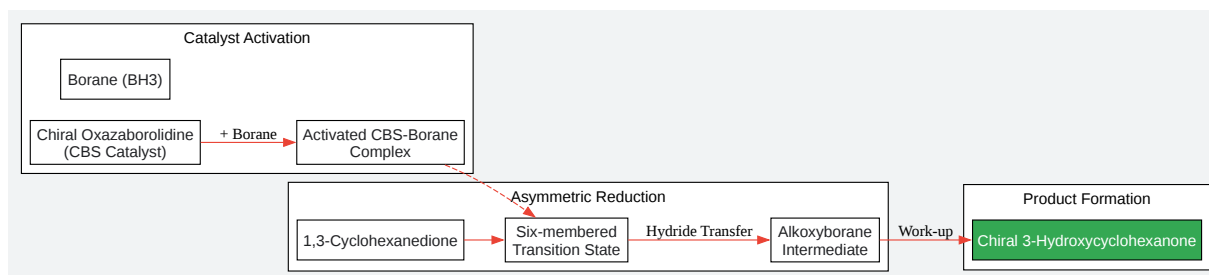 Catalyst Activation
Borane (BH3)
Chiral Oxazaborolidine
(CBS Catalyst)
+ Borane
Activated CBS-Borane
Complex
Asymmetric Reduction
1,3-Cyclohexanedione
Six-membered
Transition State
Hydride Transfer
Alkoxyborane
Intermediate
Work-up
Product Formation
Chiral 3-Hydroxycyclohexanone